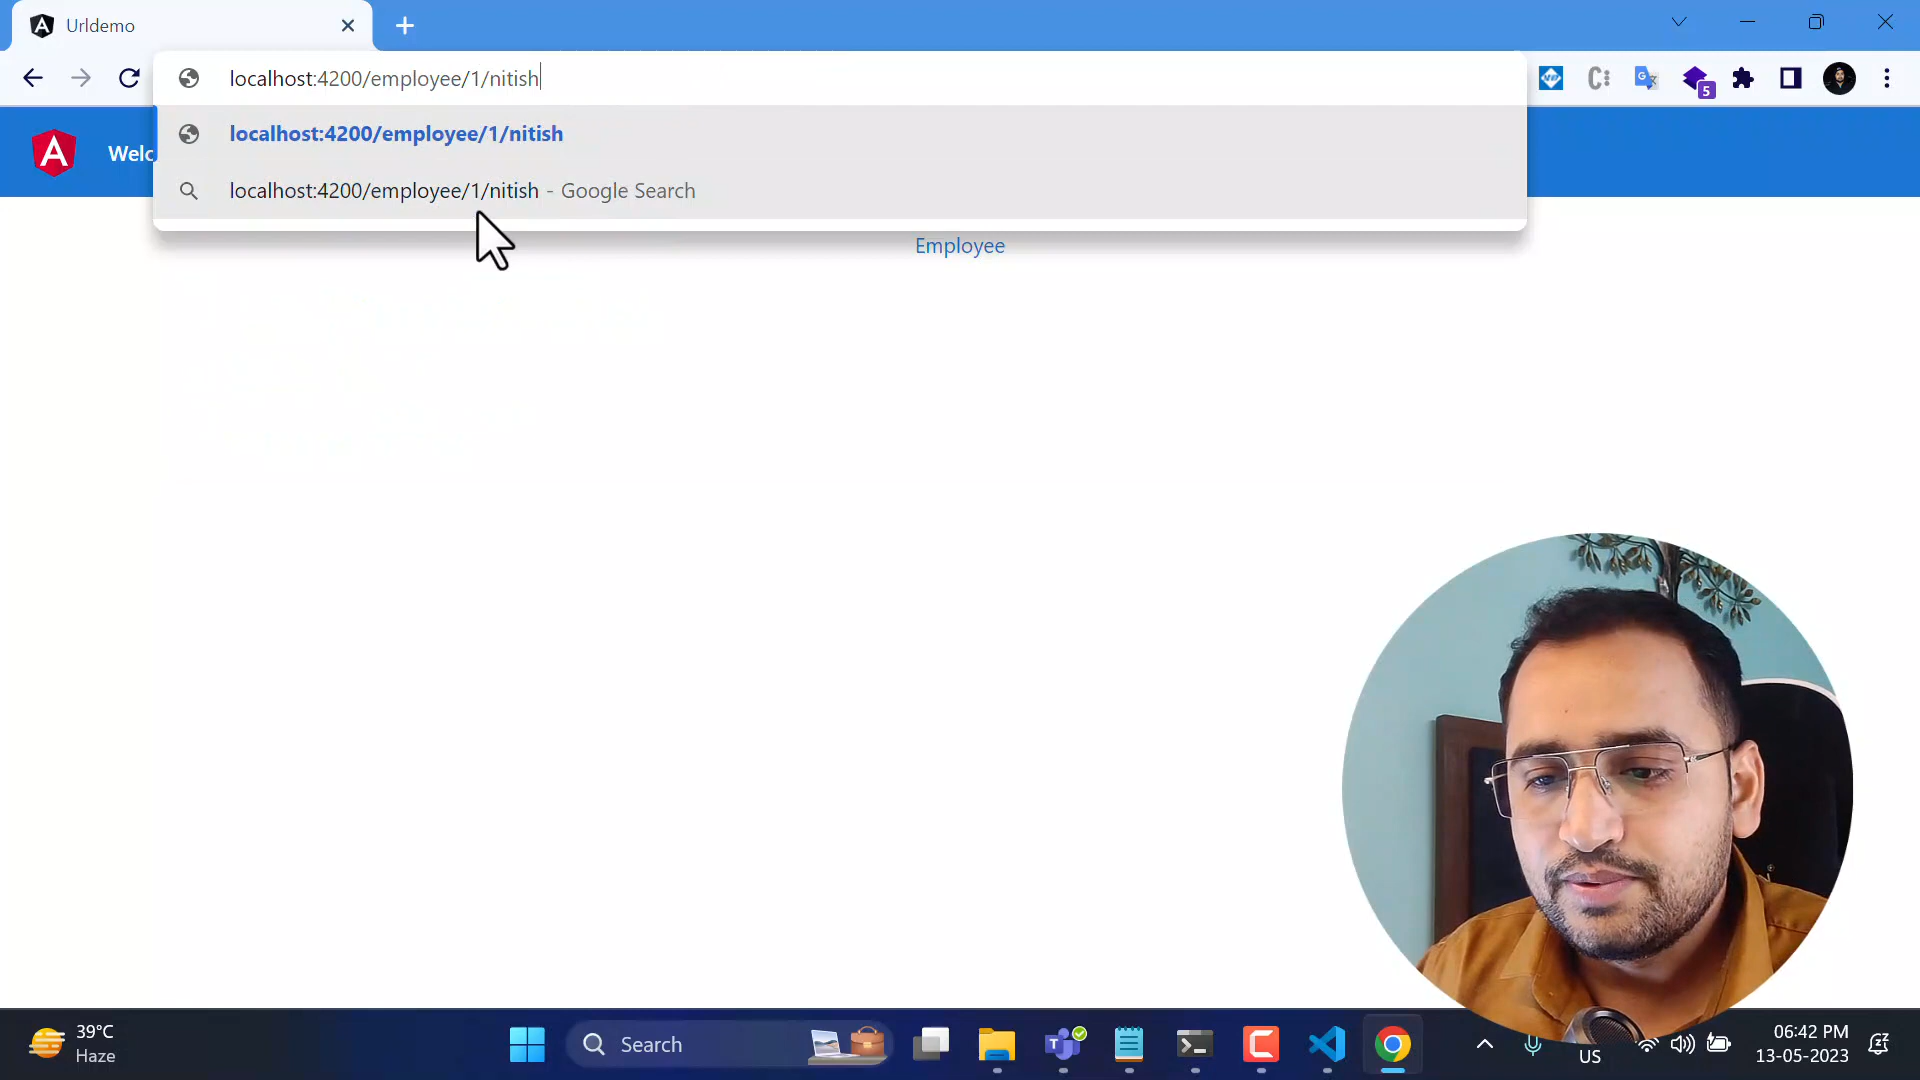 Urldemo
localhost:4200/employee/1/nitish
5
localhost:4200/employee/1/nitish
Welc
localhost:4200/employee/1/nitish - Google Search
Employee
39°C
Haze
Search
US
06:42 PM
13-05-2023